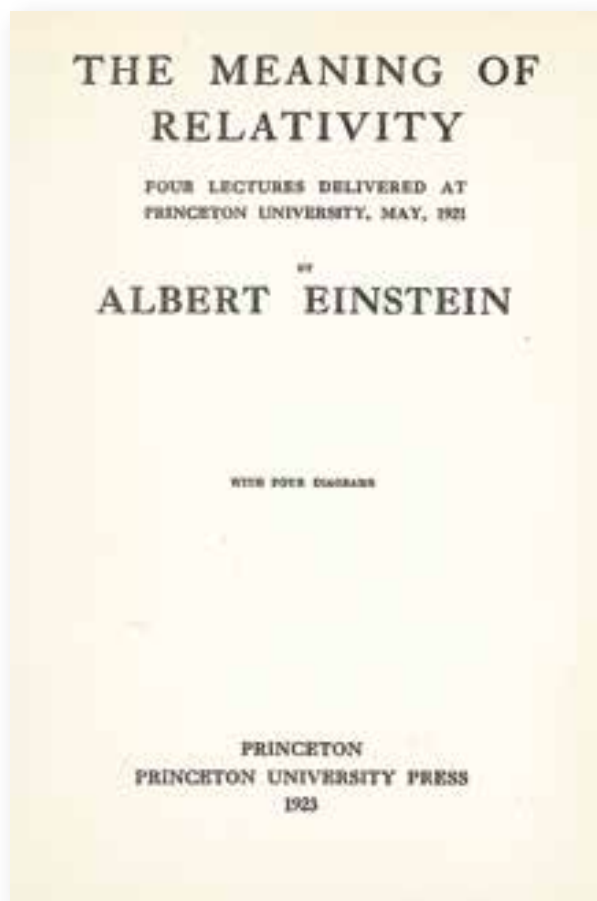 THE MEANING OF
RELATIVITY
FOUR LECTURES DELIVERED AT
PRINCETON UNIVERSITY, MAY, 1921
BY
ALBERT EINSTEIN
WITH FOUR DIAGRAMS
PRINCETON
PRINCETON UNIVERSITY PRESS
1923